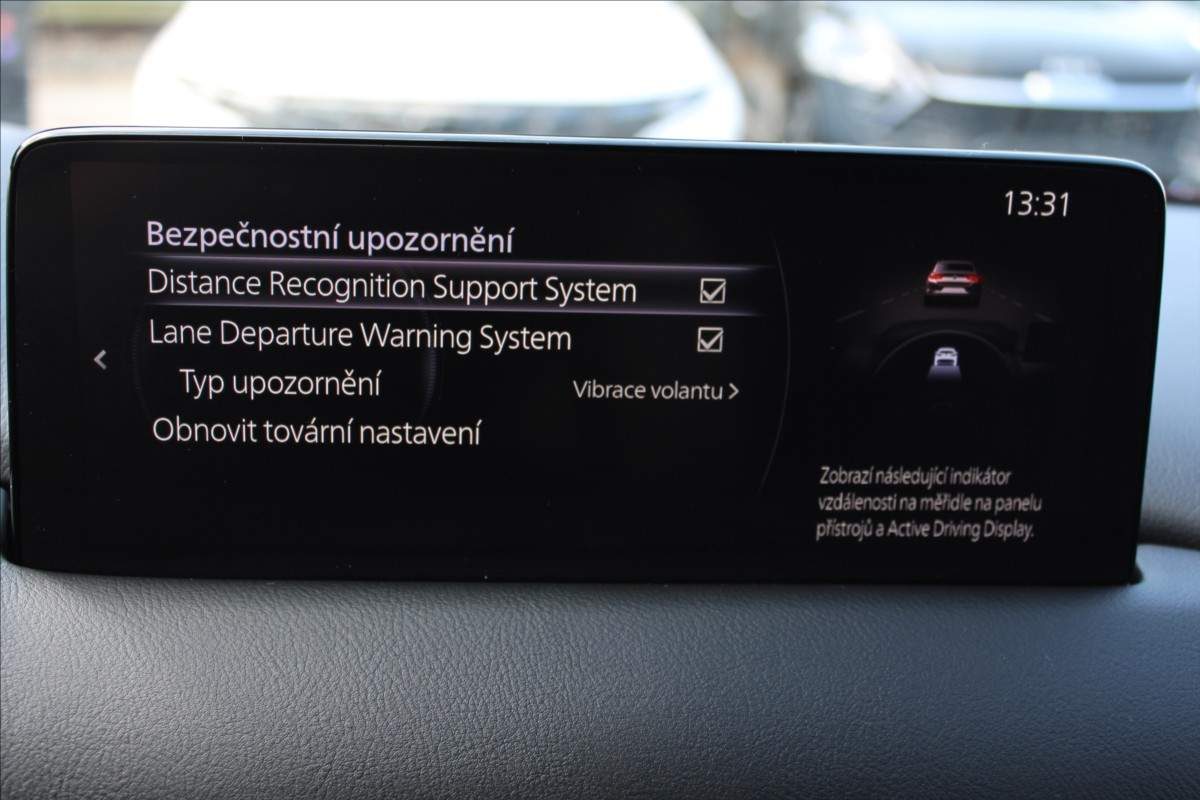 13:31
Bezpečnostní upozornění
Distance Recognition Support System
Lane Departure Warning System
Typ upozornění
Vibrace volantu >
Obnovit tovární nastavení
Zobrazí následující indikátor
vzdálenosti na měřidle na panelu
přístrojů a Active Driving Display.